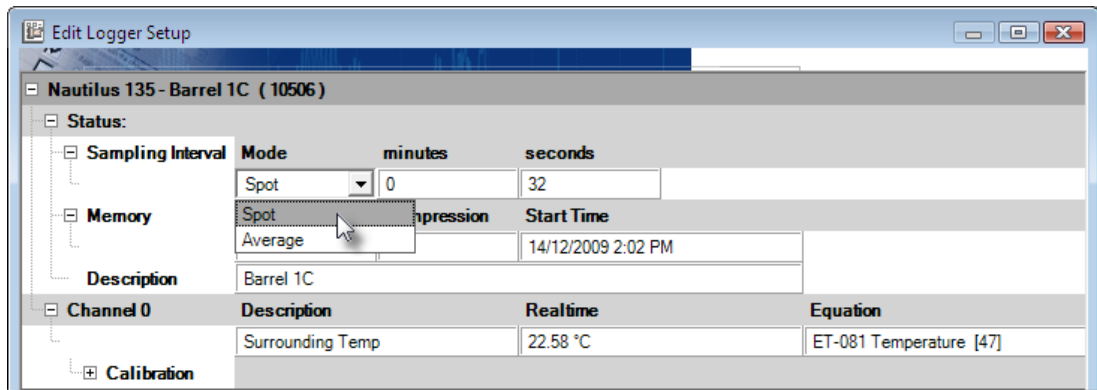 Edit Logger Setup
Nautilus 135 - Barrel 1C ( 10506 )
Status:
Sampling Interval Mode minutes seconds
Spot 0 32
Memory Spot Start Time
Average 14/12/2009 2:02 PM
Description Barrel 1C
Channel 0 Description Realtime Equation
Surrounding Temp 22.58 °C ET-081 Temperature [47]
Calibration